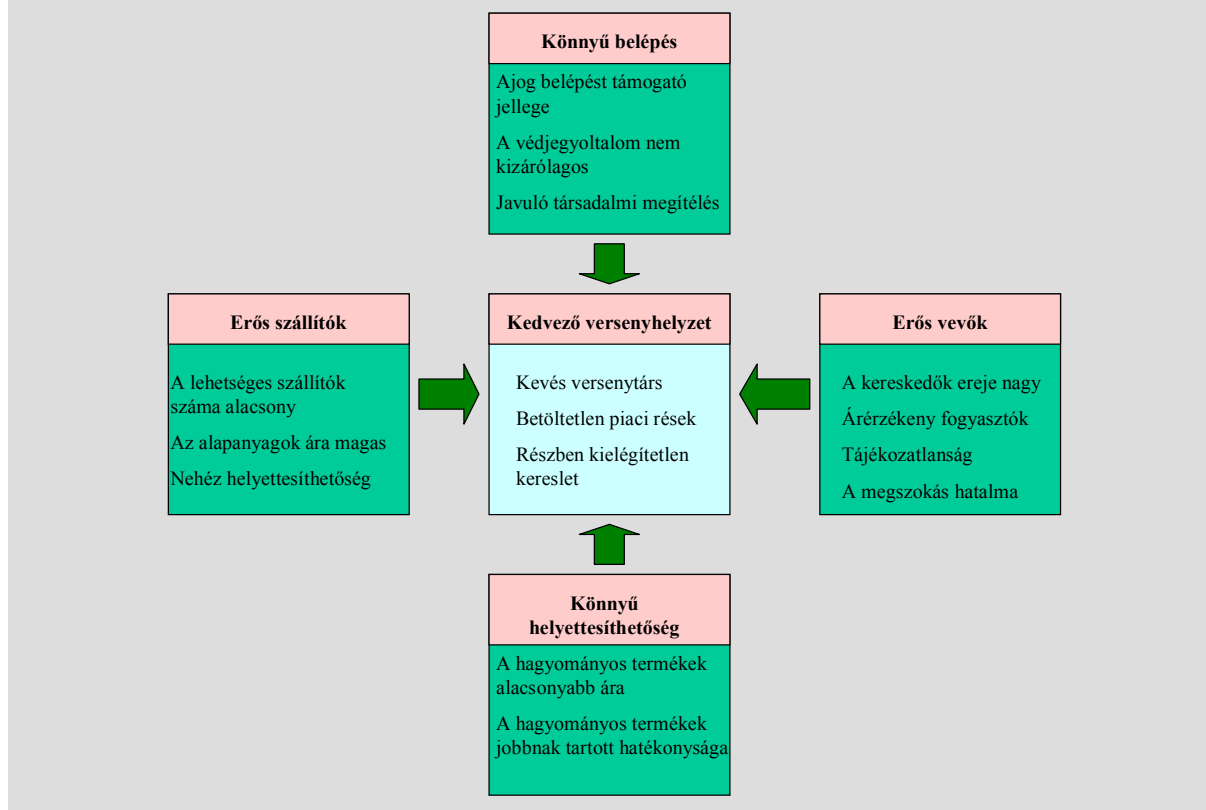 Könnyű belépés
Ajog belépést támogató
jellege
A védjegyoltalom nem
kizárólagos
Javuló társadalmi megítélés
Erős szállítók
A lehetséges szállítók
száma alacsony
Az alapanyagok ára magas
Nehéz helyettesíthetőség
Kedvező versenyhelyzet
Kevés versenytárs
Betöltetlen piaci rések
Részben kielégítetlen
kereslet
Erős vevők
A kereskedők ereje nagy
Árérzékeny fogyasztók
Tájékozatlanság
A megszokás hatalma
Könnyű
helyettesíthetőség
A hagyományos termékek
alacsonyabb ára
A hagyományos termékek
jobbnak tartott hatékonysága